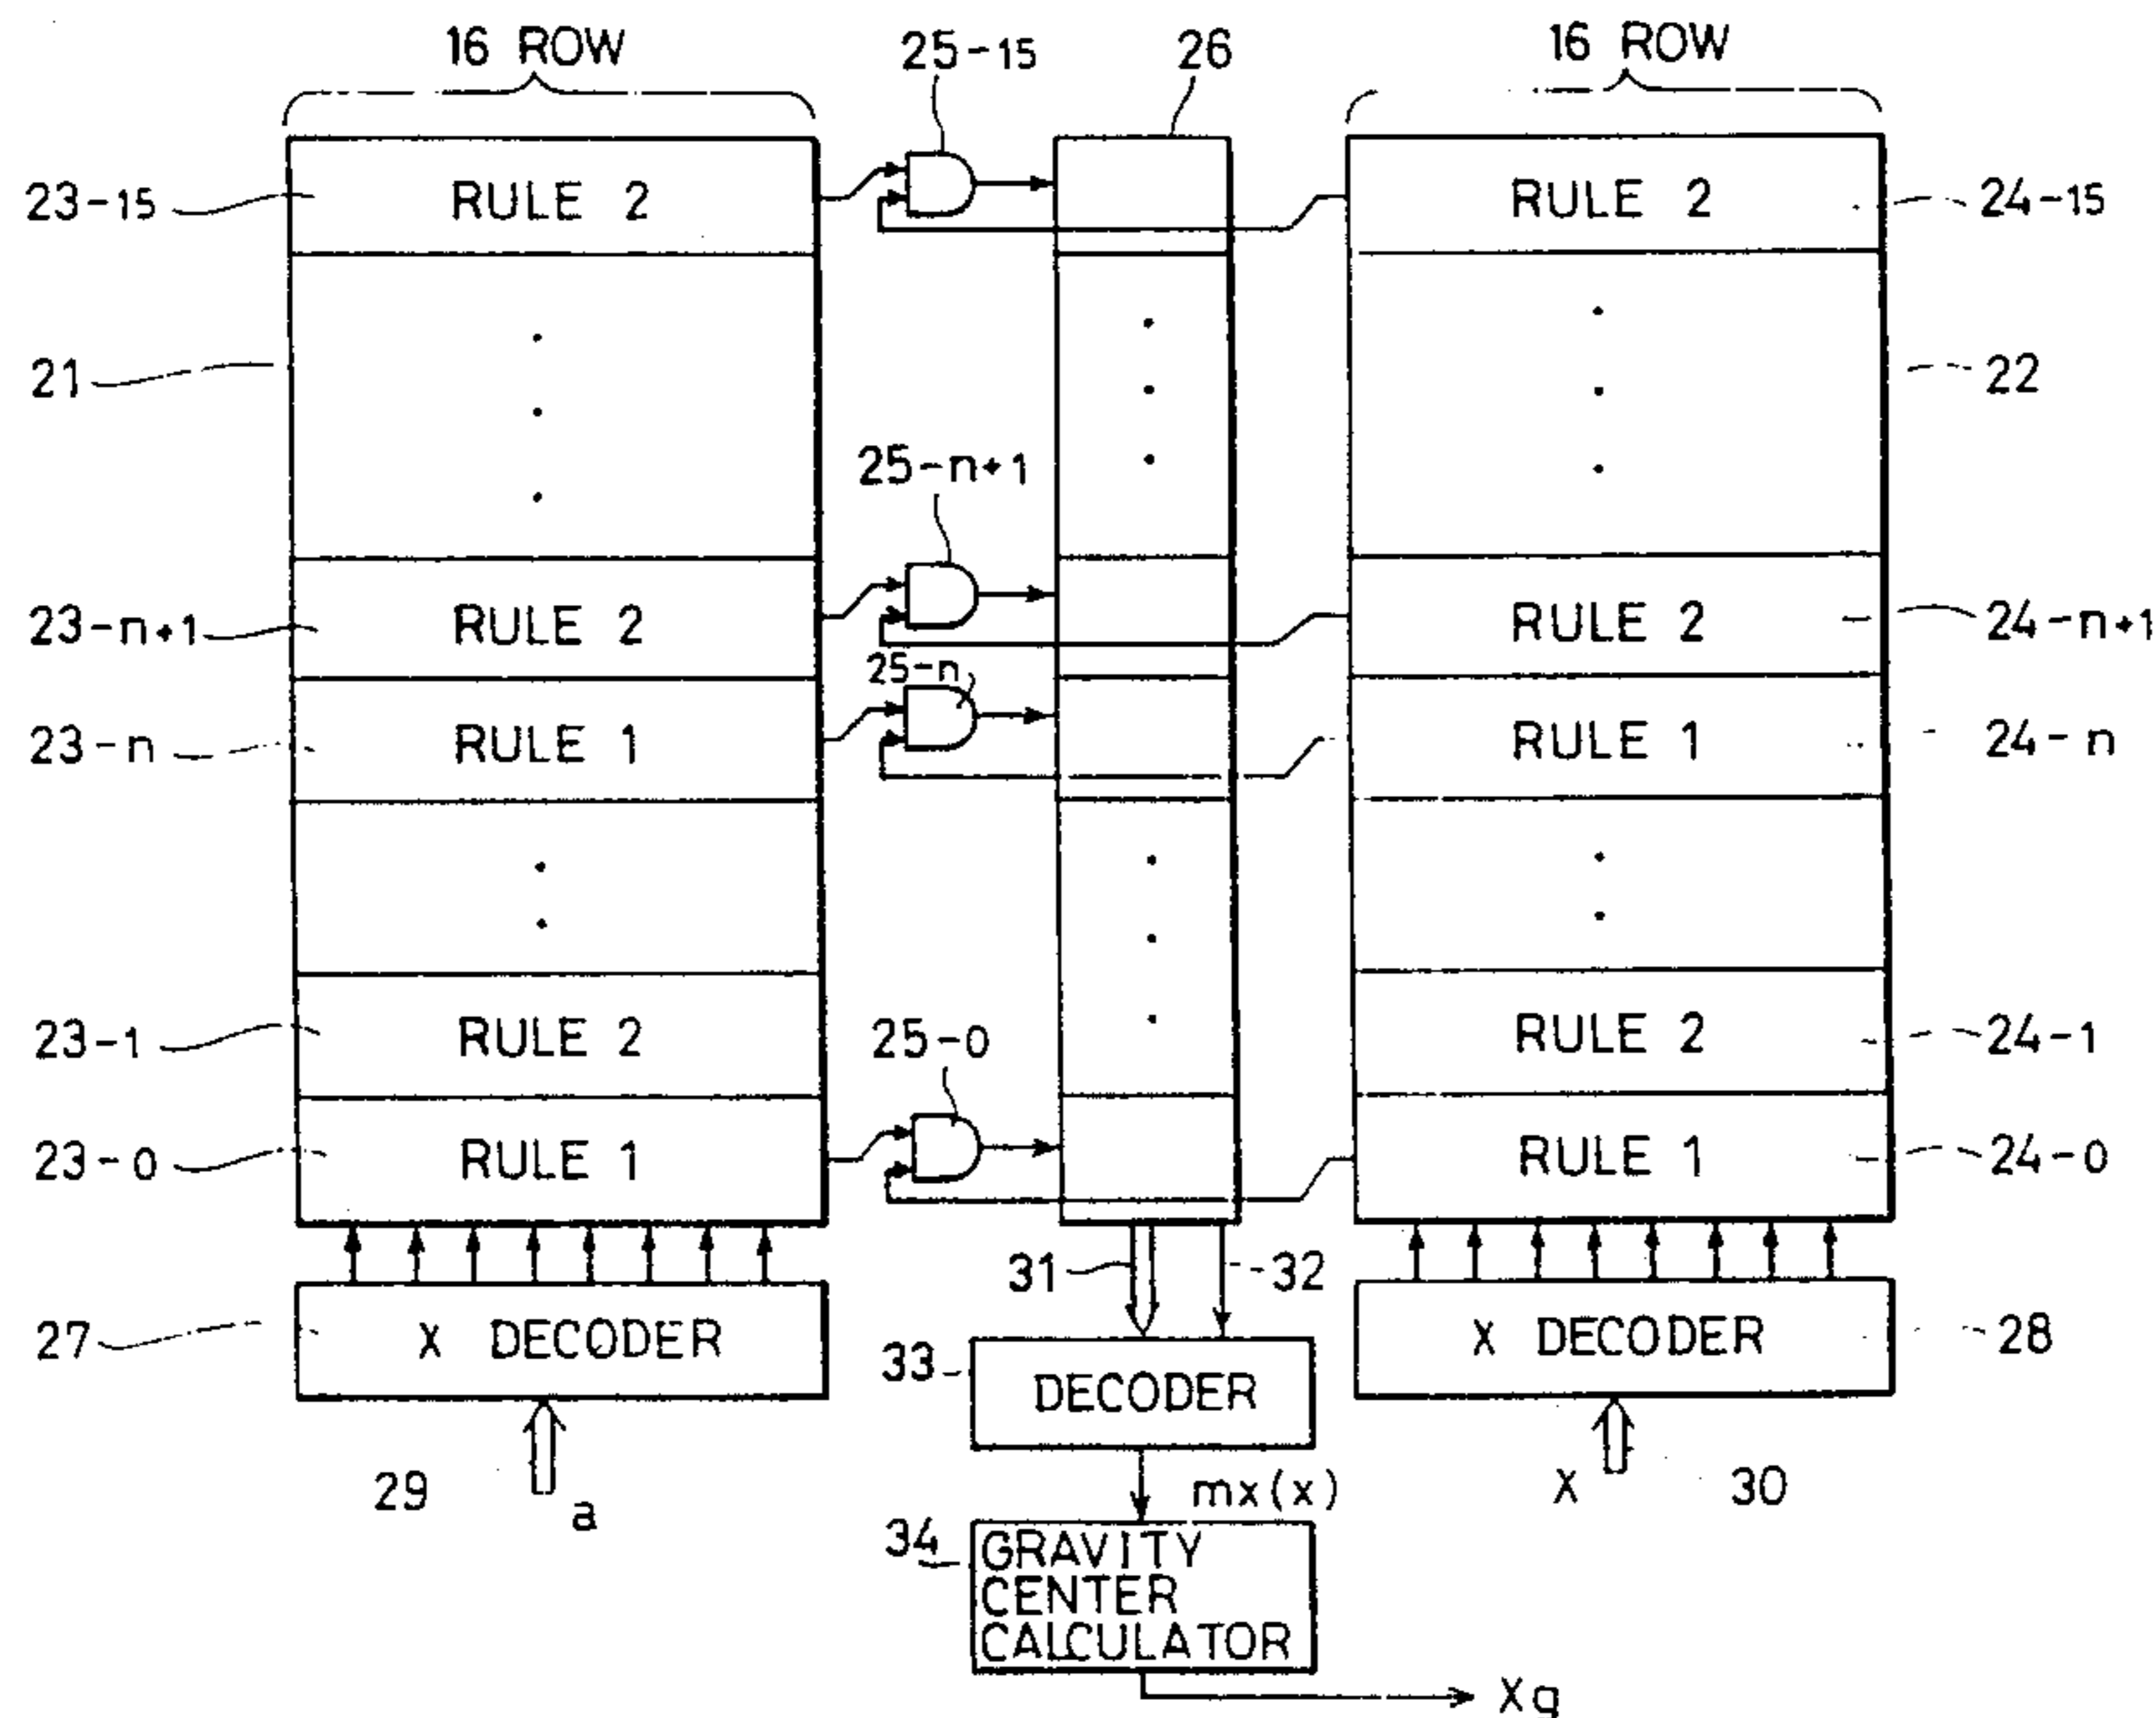 16 ROW
25-15
26
16 ROW
23-15
RULE 2
RULE 2
24-15
21
22
25-n+1
23-n+1
RULE 2
RULE 2
24-n+1
25-n
23-n
RULE 1
RULE 1
24-n
23-1
RULE 2
25-0
RULE 2
24-1
23-0
RULE 1
RULE 1
24-0
31
32
27
X DECODER
33
DECODER
X DECODER
28
29
a
mx(x)
X
30
34
GRAVITY
CENTER
CALCULATOR
Xg